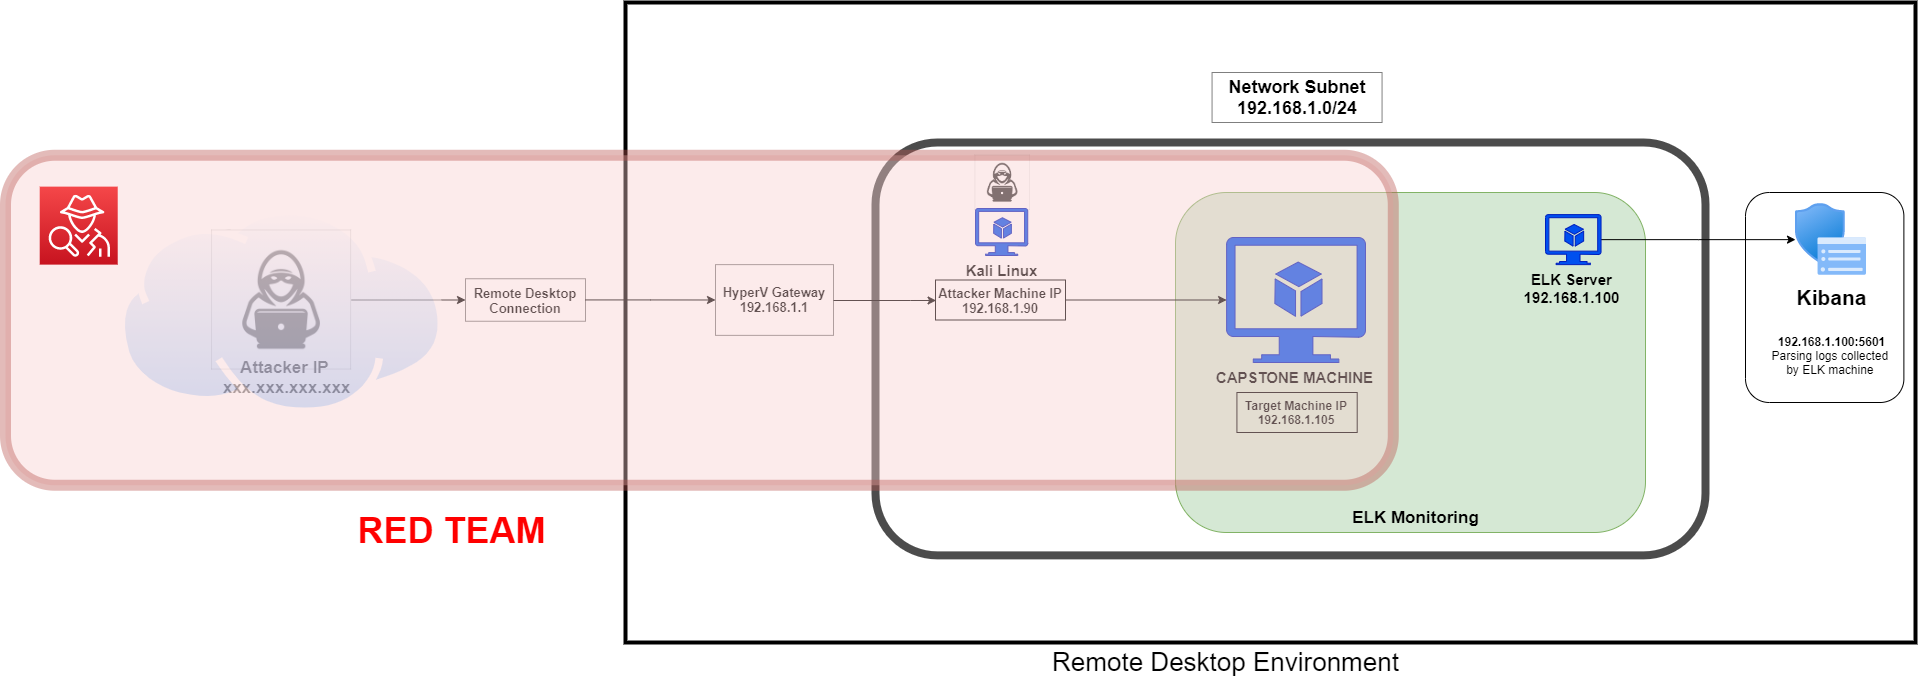 Network Subnet
192.168.1.0/24
Attacker IP
xxx.xxx.xxx.xxx
Remote Desktop
Connection
HyperV Gateway
192.168.1.1
Kali Linux
Attacker Machine IP
192.168.1.90
CAPSTONE MACHINE
Target Machine IP
192.168.1.105
ELK Server
192.168.1.100
Kibana
192.168.1.100:5601
Parsing logs collected
by ELK machine
ELK Monitoring
RED TEAM
Remote Desktop Environment